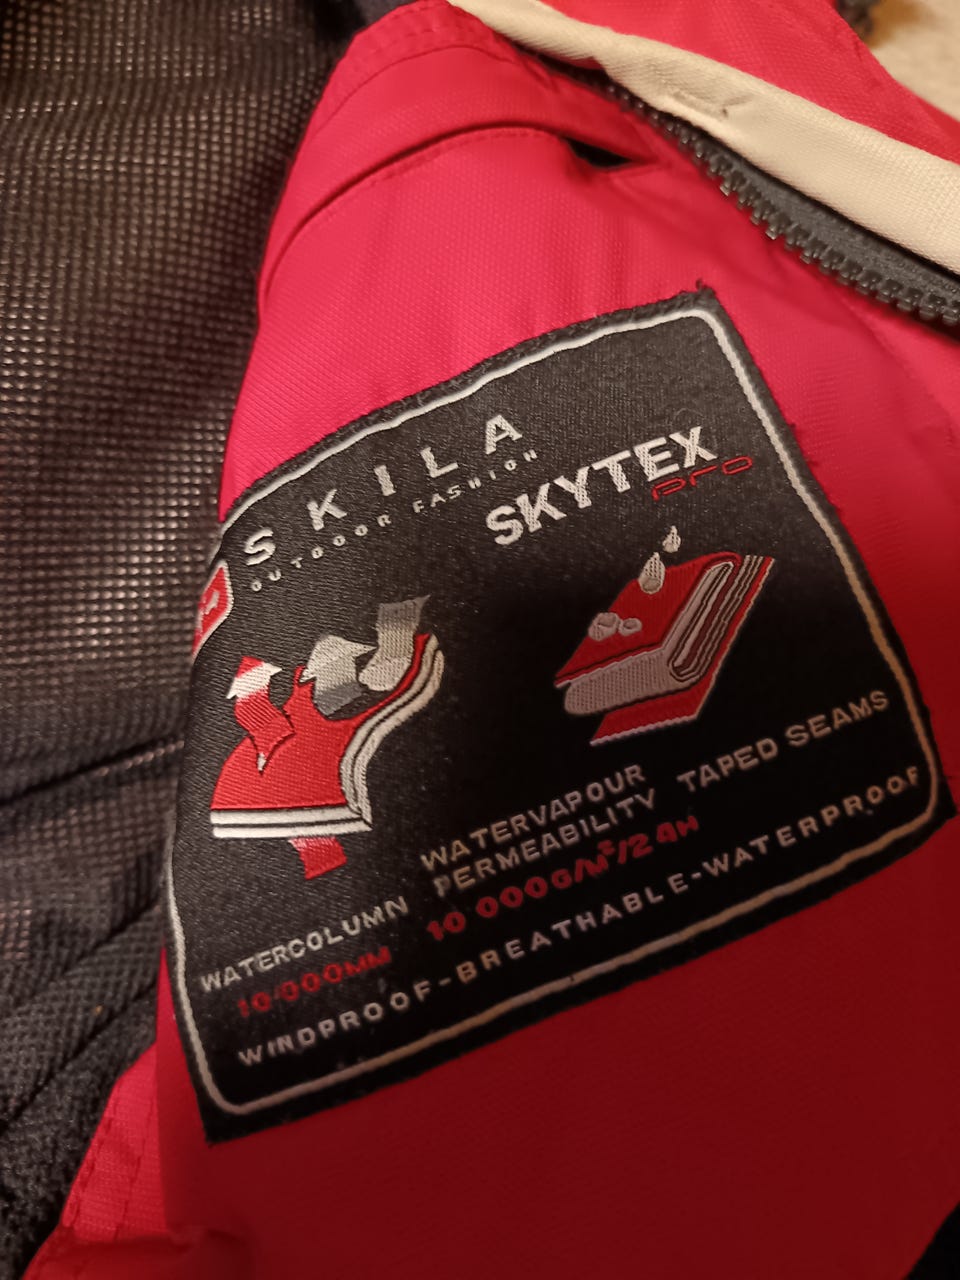 SKILA
OUTDOOR FASHION
SKYTEX
pro
WATERCOLUMN
10 000MM
WATERVAPOUR
PERMEABILITY
10 000G/M²/24H
TAPED SEAMS
WINDPROOF-BREATHABLE-WATERPROOF